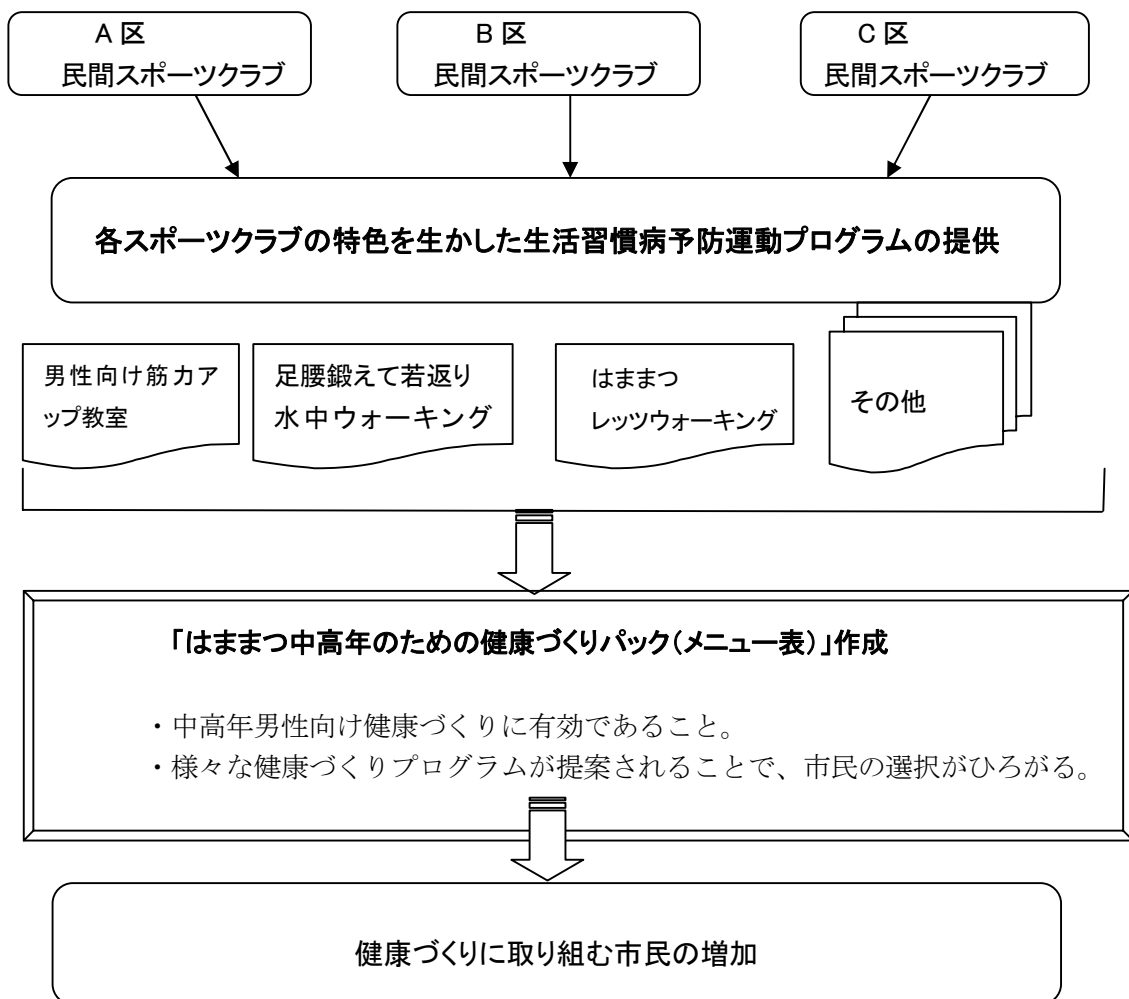 A 区
民間スポーツクラブ
B 区
民間スポーツクラブ
C 区
民間スポーツクラブ
各スポーツクラブの特色を生かした生活習慣病予防運動プログラムの提供
男性向け筋力ア
ップ教室
足腰鍛えて若返り
水中ウォーキング
はままつ
レッツウォーキング
その他
「はままつ中高年のための健康づくりパック(メニュー表)」作成
・中高年男性向け健康づくりに有効であること。
・様々な健康づくりプログラムが提案されることで、市民の選択がひろがる。
健康づくりに取り組む市民の増加